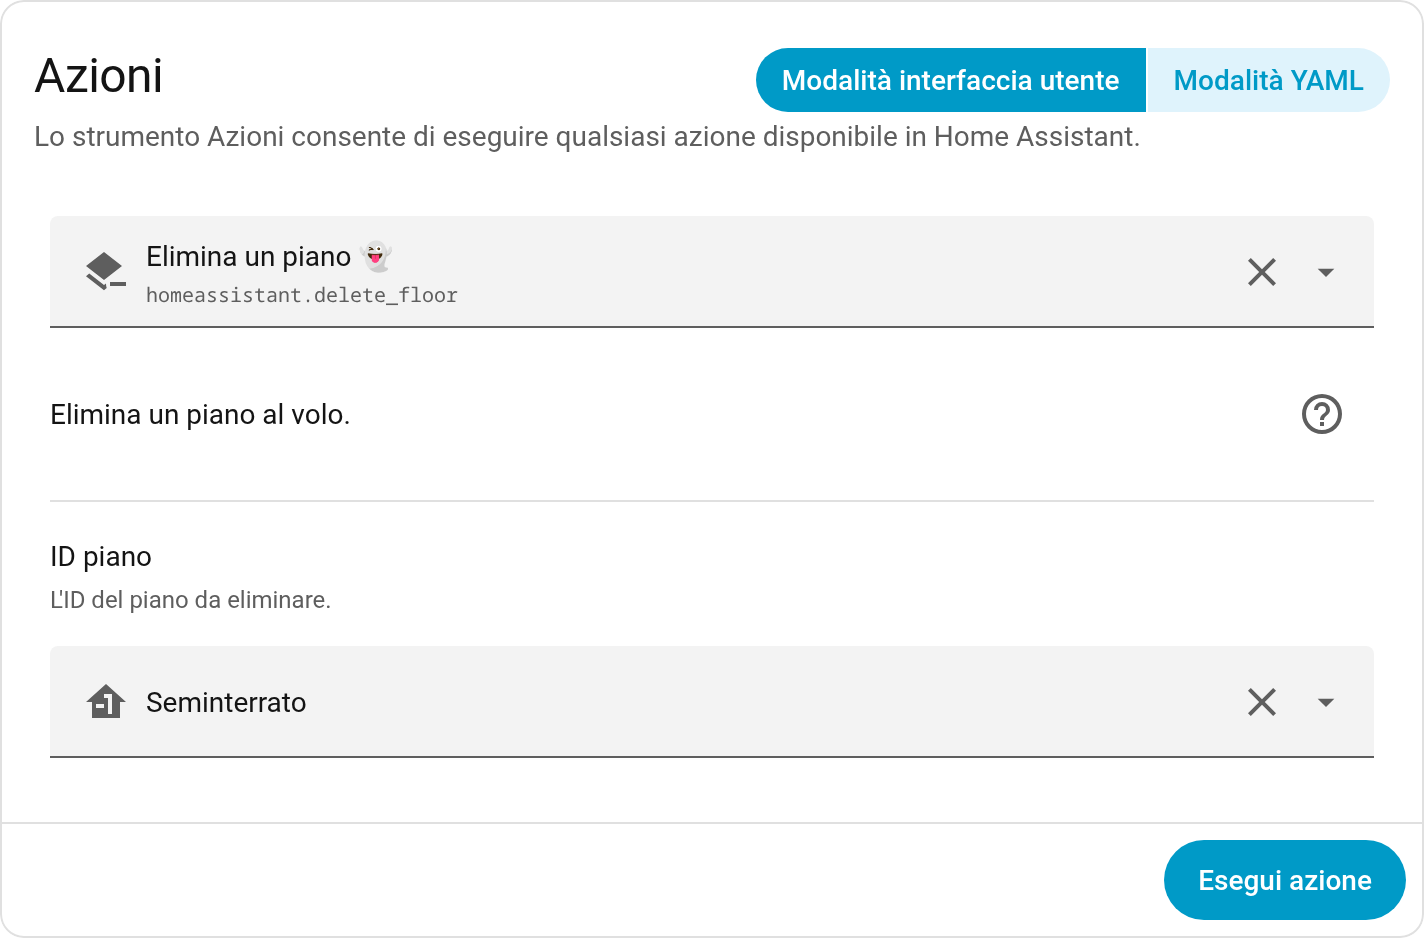 Azioni
Modalità interfaccia utente
Modalità YAML
Lo strumento Azioni consente di eseguire qualsiasi azione disponibile in Home Assistant.
Elimina un piano 👻
homeassistant.delete_floor
Elimina un piano al volo.
ID piano
L'ID del piano da eliminare.
-1
Seminterrato
Esegui azione